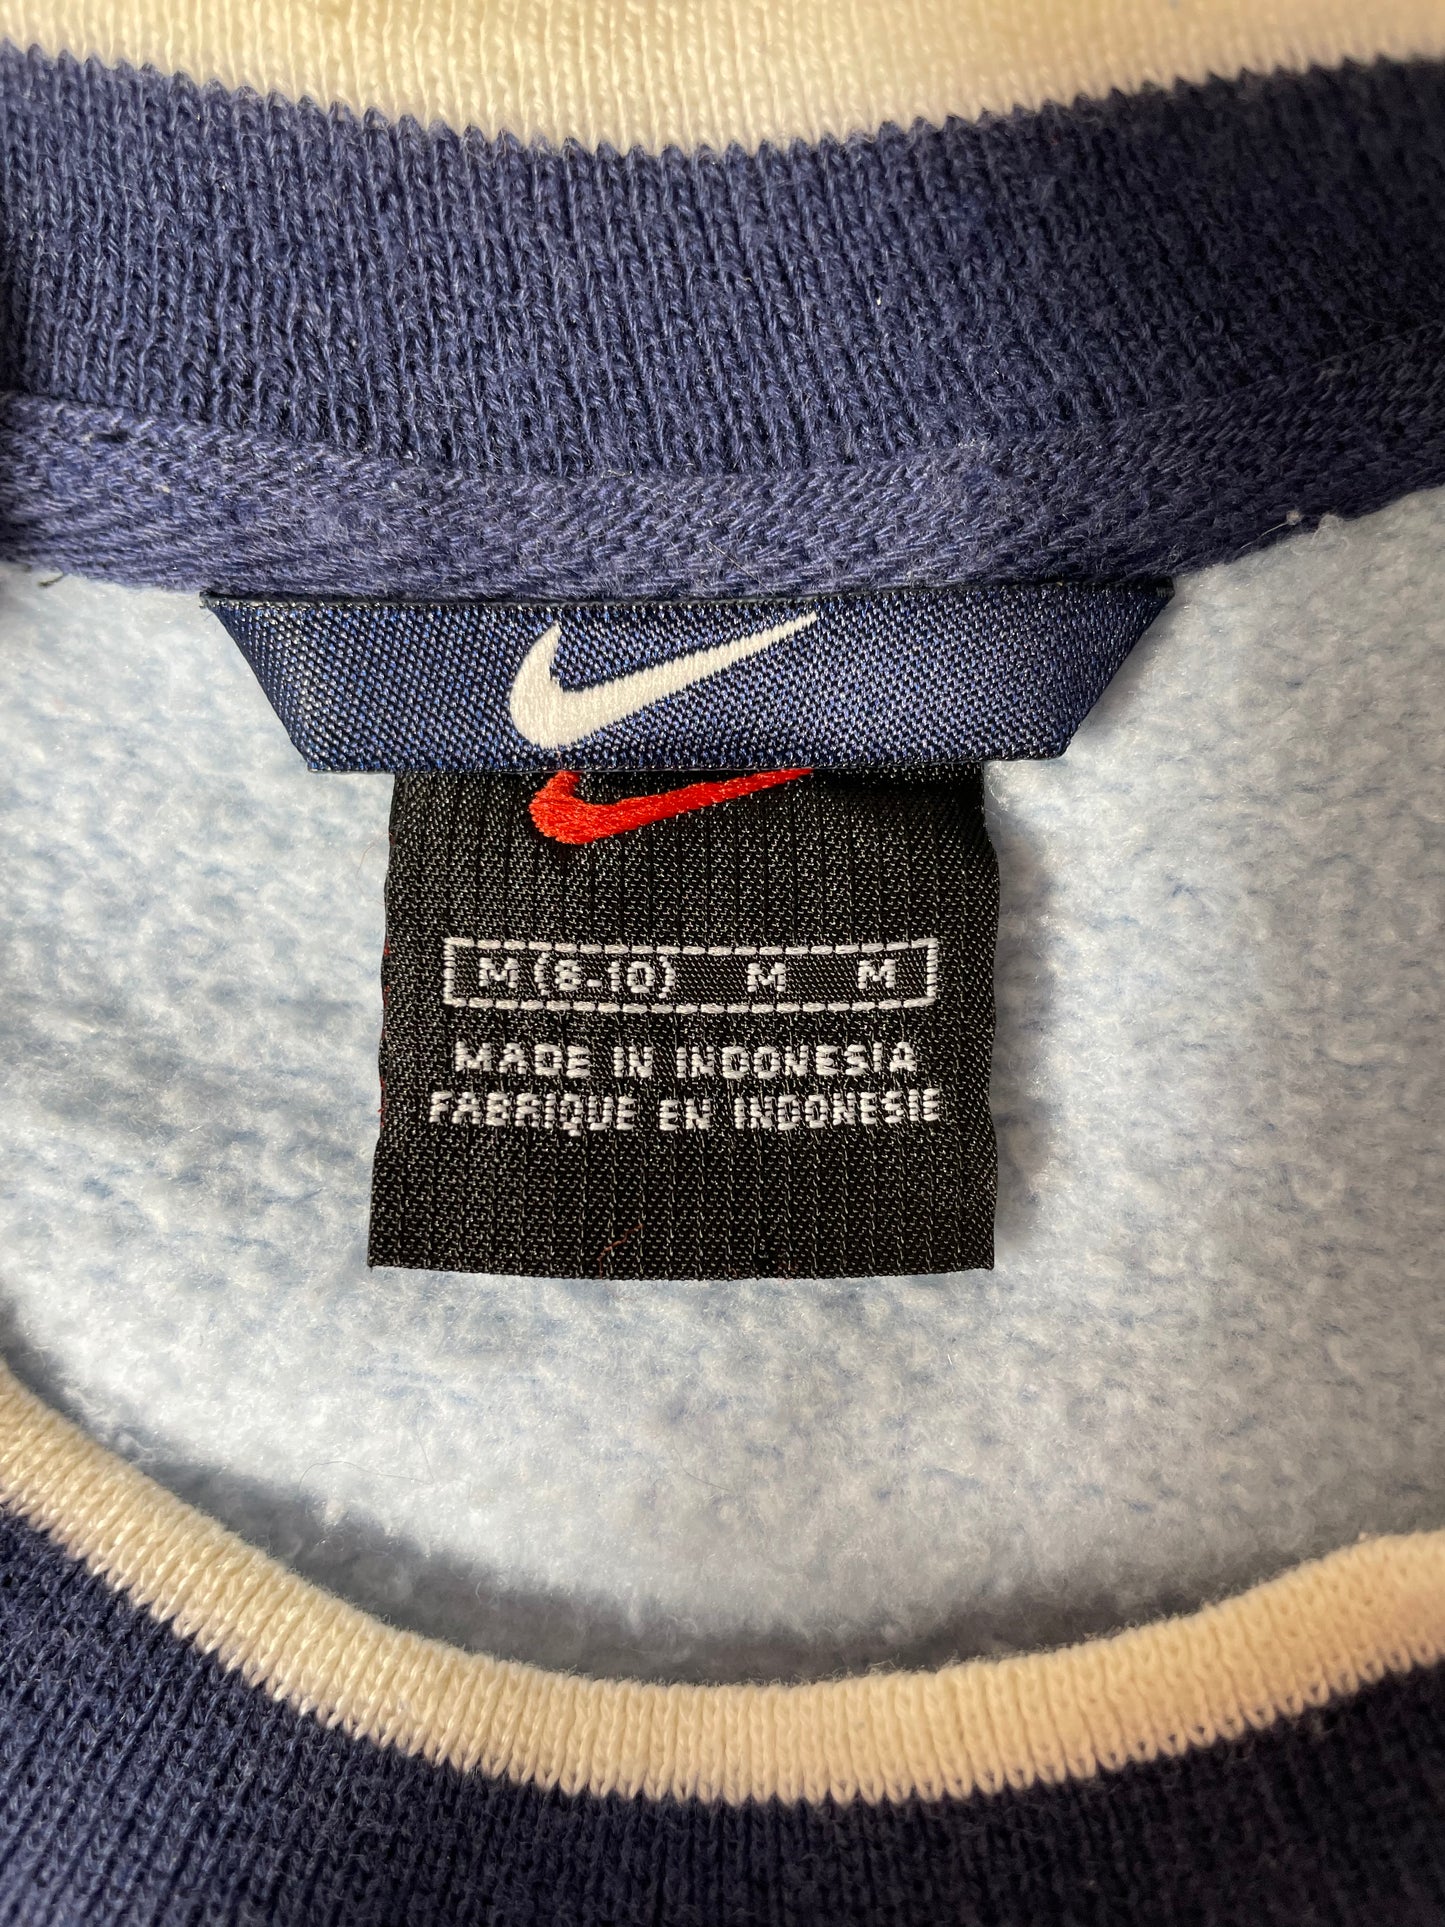 M (8-10) M M
MADE IN INDONESIA
FABRIQUE EN INDONESIE